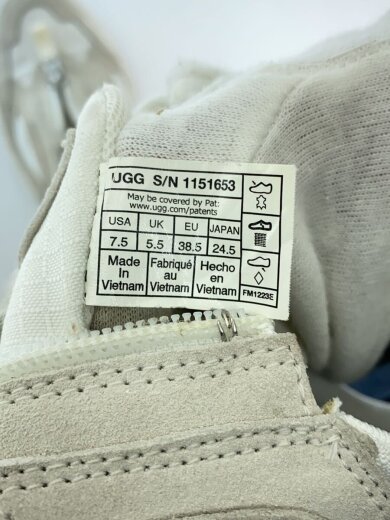 UGG S/N 1151653
May be covered by Pat:
www.ugg.com/patents
USA UK EU JAPAN
7.5 5.5 38.5 24.5
Made In Vietnam
Fabriqué au Vietnam
Hecho en Vietnam
FM1223E